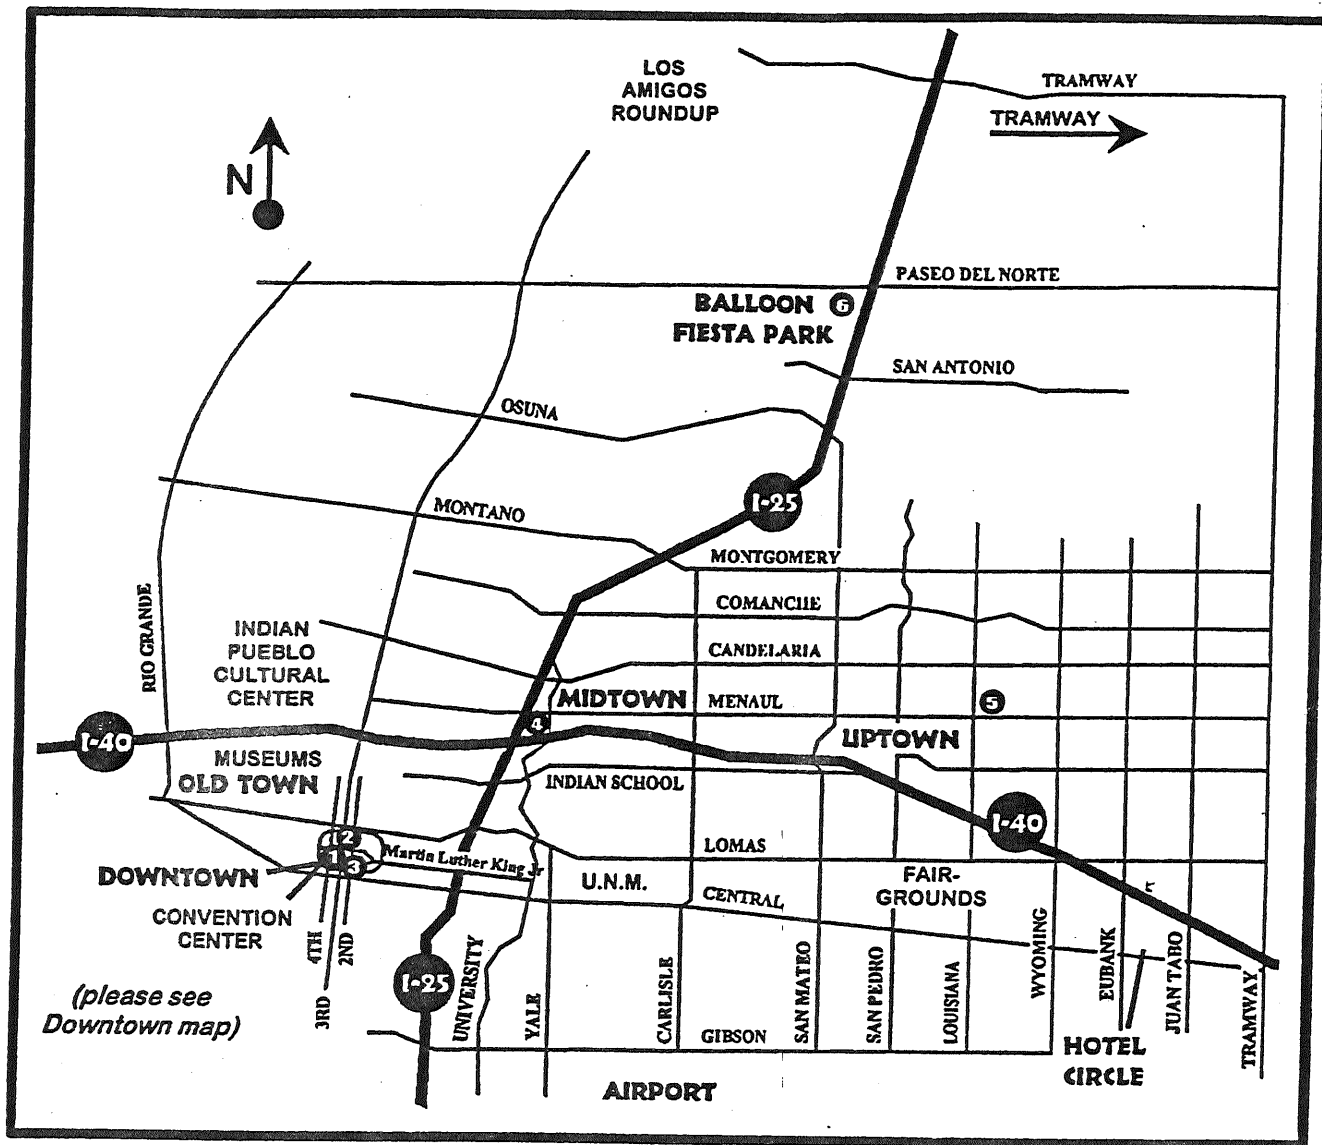 LOS
AMIGOS
ROUNDUP
TRAMWAY
TRAMWAY
N
PASEO DEL NORTE
BALLOON 6
FIESTA PARK
SAN ANTONIO
OSUNA
I-25
MONTANO
MONTGOMERY
COMANCHE
RIO GRANDE
INDIAN
PUEBLO
CULTURAL
CENTER
CANDELARIA
MIDTOWN
MENAUL
5
4
I-40
UPTOWN
MUSEUMS
OLD TOWN
INDIAN SCHOOL
I-40
2
1
3
Martin Luther King Jr
LOMAS
DOWNTOWN
U.N.M.
FAIR-
GROUNDS
CENTRAL
CONVENTION
CENTER
4TH
2ND
3RD
I-25
UNIVERSITY
YALE
CARLISLE
SAN MATEO
SAN PEDRO
LOUISIANA
WYOMING
EUBANK
JUAN TABO
TRAMWAY
(please see
Downtown map)
GIBSON
HOTEL
CIRCLE
AIRPORT